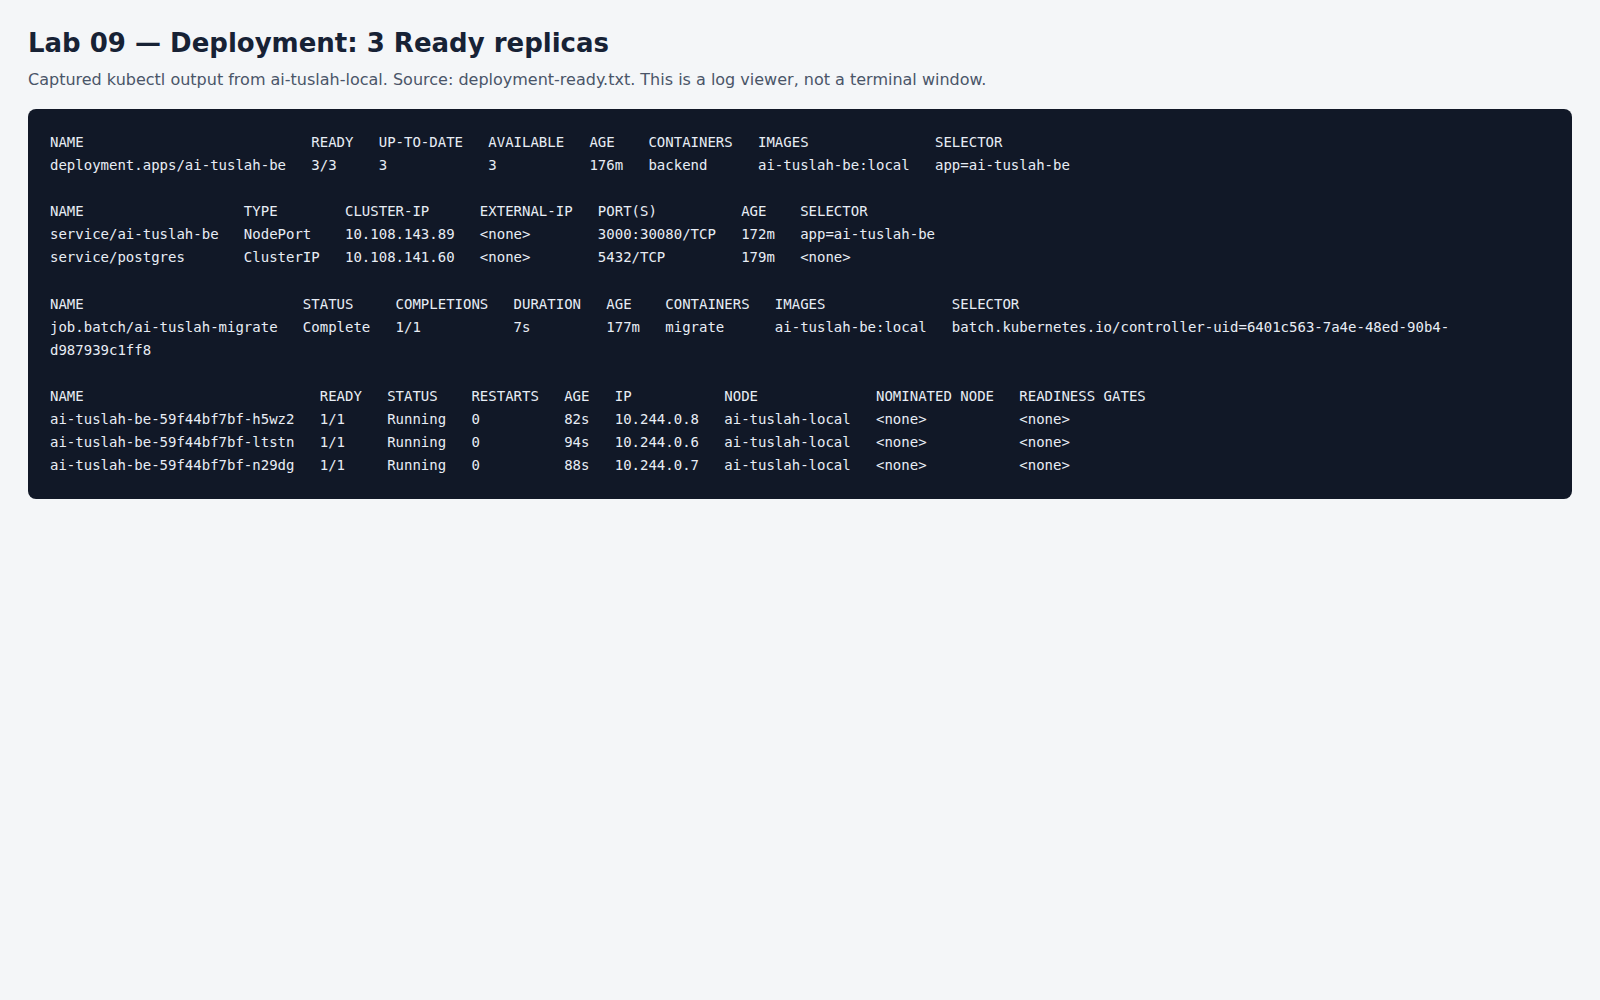 Lab 09 — Deployment: 3 Ready replicas
Captured kubectl output from ai-tuslah-local. Source: deployment-ready.txt. This is a log viewer, not a terminal window.
NAME                           READY   UP-TO-DATE   AVAILABLE   AGE    CONTAINERS   IMAGES               SELECTOR
deployment.apps/ai-tuslah-be   3/3     3            3           176m   backend      ai-tuslah-be:local   app=ai-tuslah-be
NAME                   TYPE        CLUSTER-IP      EXTERNAL-IP   PORT(S)          AGE    SELECTOR
service/ai-tuslah-be   NodePort    10.108.143.89   <none>        3000:30080/TCP   172m   app=ai-tuslah-be
service/postgres       ClusterIP   10.108.141.60   <none>        5432/TCP         179m   <none>
NAME                          STATUS     COMPLETIONS   DURATION   AGE    CONTAINERS   IMAGES               SELECTOR
job.batch/ai-tuslah-migrate   Complete   1/1           7s         177m   migrate      ai-tuslah-be:local   batch.kubernetes.io/controller-uid=6401c563-7a4e-48ed-90b4-
d987939c1ff8
NAME                            READY   STATUS    RESTARTS   AGE   IP           NODE              NOMINATED NODE   READINESS GATES
ai-tuslah-be-59f44bf7bf-h5wz2   1/1     Running   0          82s   10.244.0.8   ai-tuslah-local   <none>           <none>
ai-tuslah-be-59f44bf7bf-ltstn   1/1     Running   0          94s   10.244.0.6   ai-tuslah-local   <none>           <none>
ai-tuslah-be-59f44bf7bf-n29dg   1/1     Running   0          88s   10.244.0.7   ai-tuslah-local   <none>           <none>